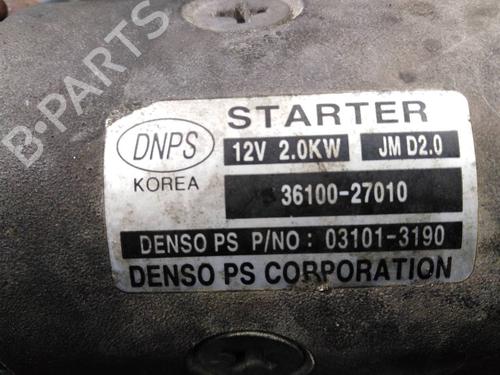 B-PARTS
DNPS
KOREA
STARTER
12V 2.0KW JM D2.0
36100-27010
DENSO PS P/NO : 03101-3190
DENSO PS CORPORATION